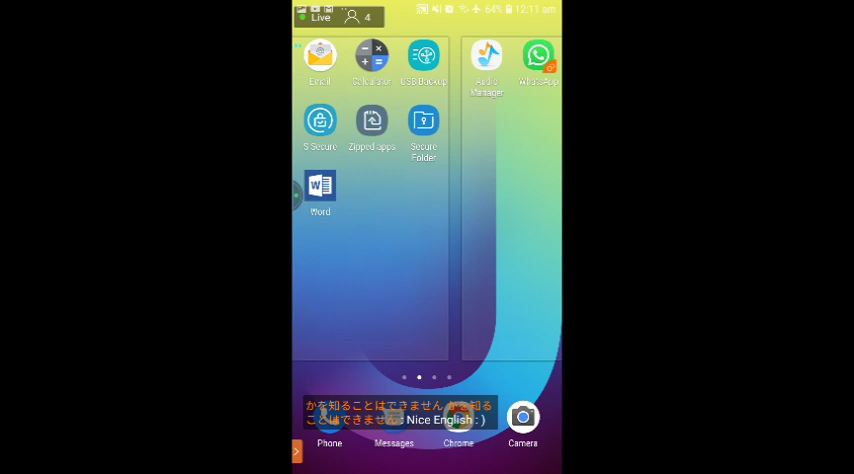 Live 4
64% 12:11 am
Email Calculator USB Backup
Audio Manager
WhatsApp
S Secure Zipped apps
Secure Folder
Word
かを知ることはできません かを知る
ことはできません : Nice English : )
Phone Messages Chrome Camera